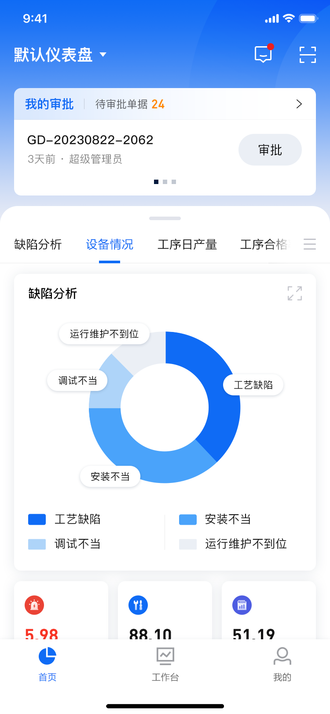 9:41
默认仪表盘
我的审批 待审批单据 24
GD-20230822-2062
3天前 · 超级管理员
审批
缺陷分析 设备情况 工序日产量 工序合格
缺陷分析
运行维护不到位
调试不当
工艺缺陷
安装不当
工艺缺陷 安装不当
调试不当 运行维护不到位
5.98 88.10 51.19
首页 工作台 我的